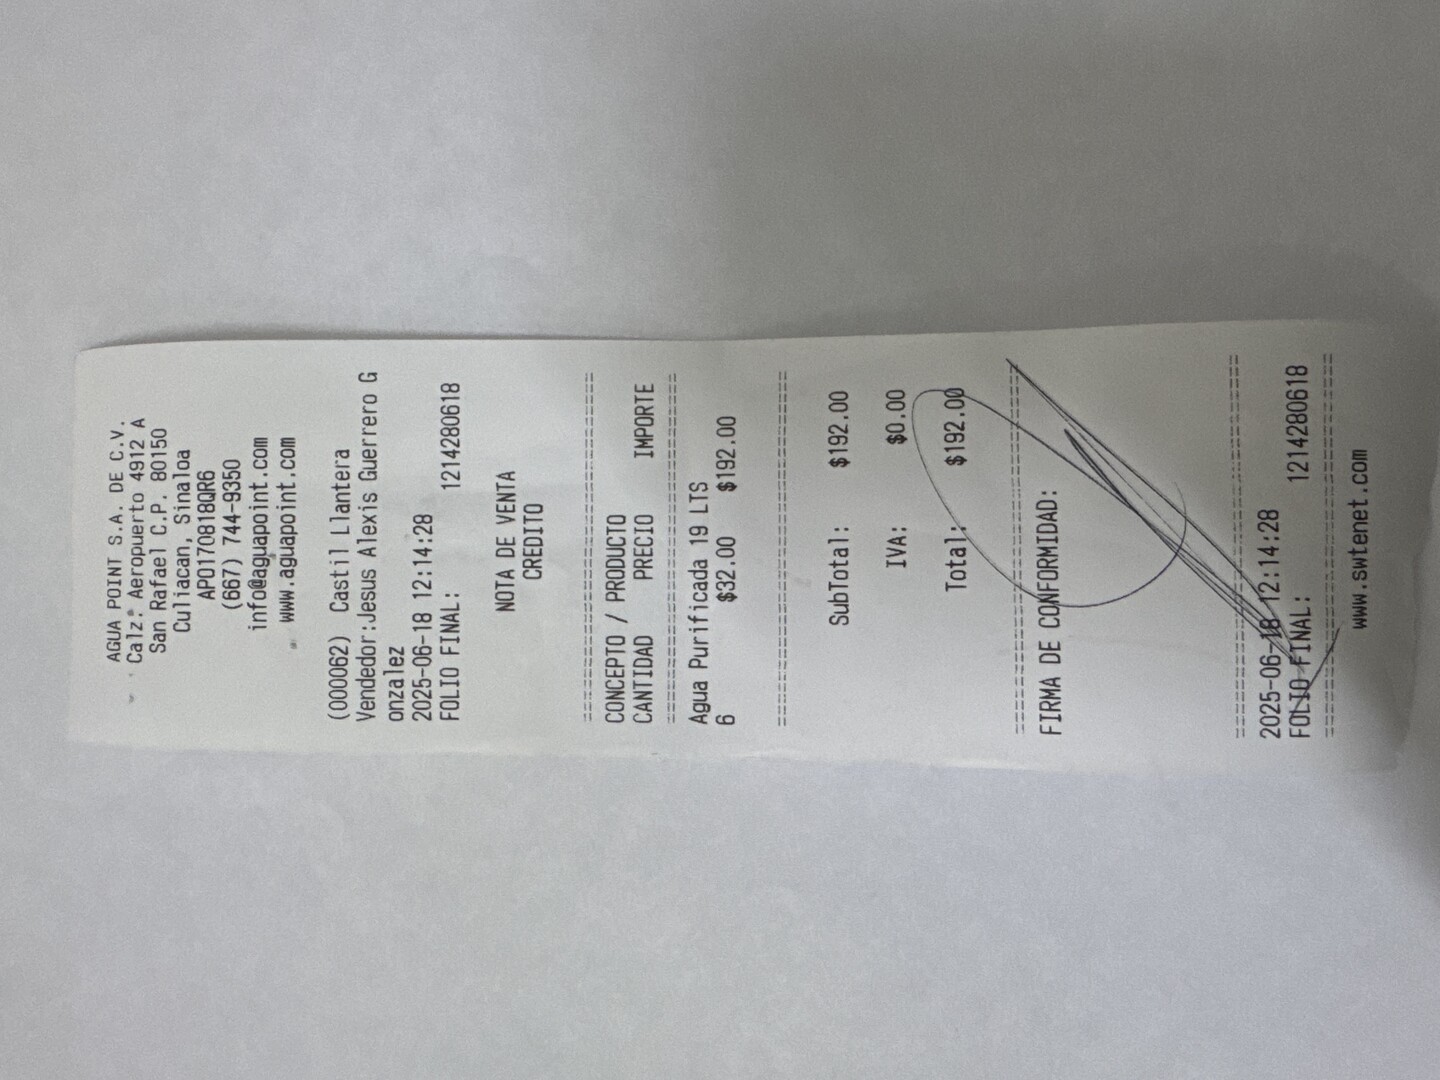 AGUA POINT S.A. DE C.V.
Calz. Aeropuerto 4912 A
San Rafael C.P. 80150
Culiacan, Sinaloa
APO170818QR6
(667) 744-9350
info@aguapoint.com
www.aguapoint.com
(000062) Castil Llantera
Vendedor:Jesus Alexis Guerrero G
onzalez
2025-06-18 12:14:28
FOLIO FINAL: 1214280618
NOTA DE VENTA
CREDITO
================================
CONCEPTO / PRODUCTO
CANTIDAD PRECIO IMPORTE
================================
Agua Purificada 19 LTS
6 $32.00 $192.00
================================
SubTotal: $192.00
IVA: $0.00
Total: $192.00
================================
FIRMA DE CONFORMIDAD:
================================
2025-06-18 12:14:28
FOLIO FINAL: 1214280618
================================
www.swtenet.com